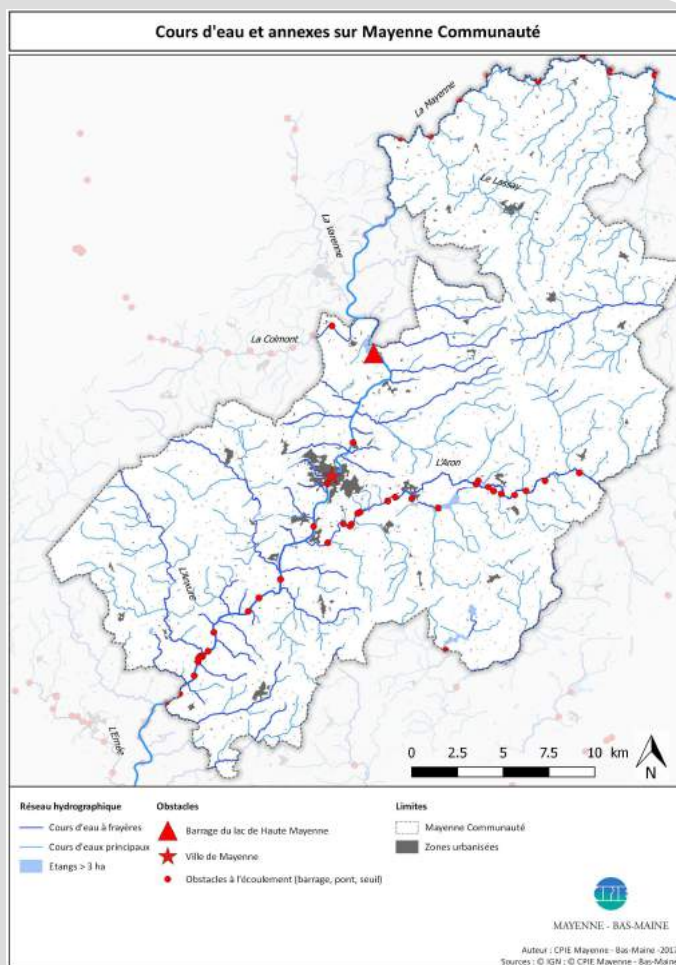 Cours d'eau et annexes sur Mayenne Communauté
La Mayenne
Le Lassay
La Varenne
La Colmont
L'Aron
L'Anvore
L'Ernée
0 2.5 5 7.5 10 km
N
Réseau hydrographique
Cours d'eau à frayères
Cours d'eaux principaux
Etangs > 3 ha
Obstacles
Barrage du lac de Haute Mayenne
Ville de Mayenne
Obstacles à l'écoulement (barrage, pont, seuil)
Limites
Mayenne Communauté
Zones urbanisées
CPIE
MAYENNE - BAS-MAINE
Auteur : CPIE Mayenne - Bas-Maine -2017
Sources : © IGN ; © CPIE Mayenne - Bas-Maine